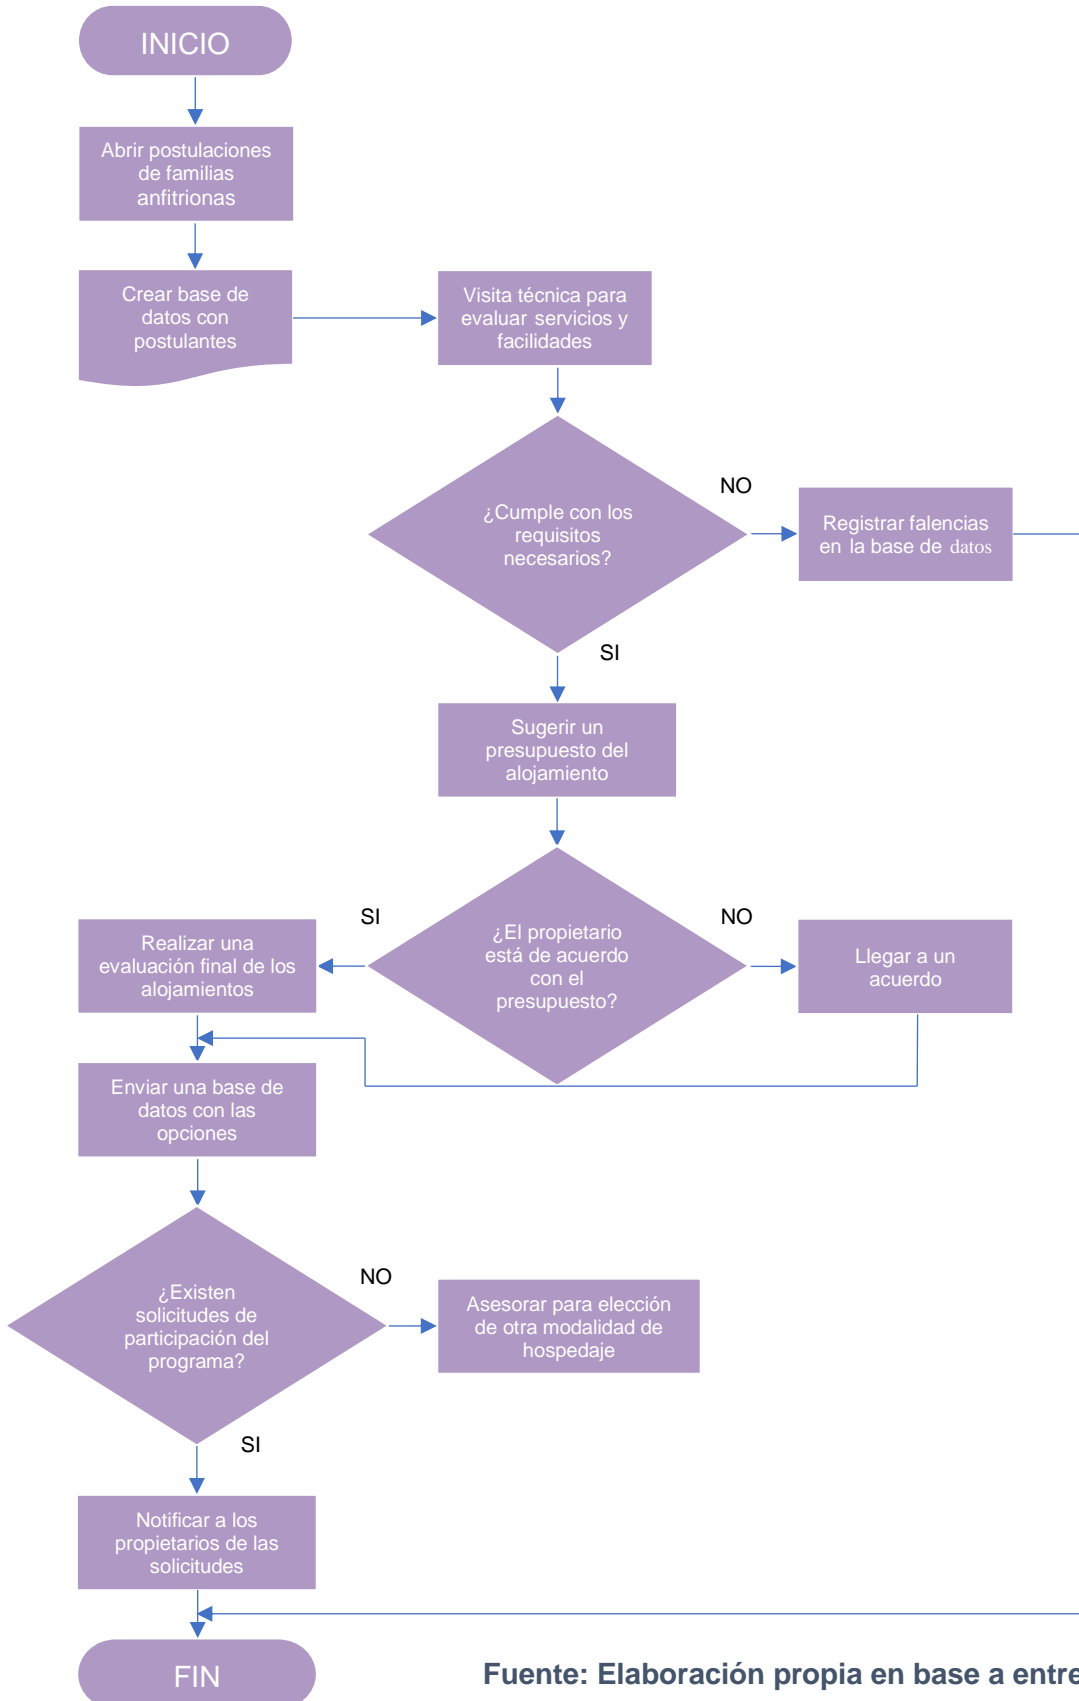 INICIO
Abrir postulaciones
de familias
anfitrionas
Crear base de
datos con
postulantes
Visita técnica para
evaluar servicios y
facilidades
¿Cumple con los
requisitos
necesarios?
NO
Registrar falencias
en la base de datos
SI
Sugerir un
presupuesto del
alojamiento
¿El propietario
está de acuerdo
con el
presupuesto?
SI
NO
Realizar una
evaluación final de los
alojamientos
Llegar a un
acuerdo
Enviar una base de
datos con las
opciones
¿Existen
solicitudes de
participación del
programa?
NO
Asesorar para elección
de otra modalidad de
hospedaje
SI
Notificar a los
propietarios de las
solicitudes
FIN
Fuente: Elaboración propia en base a entre